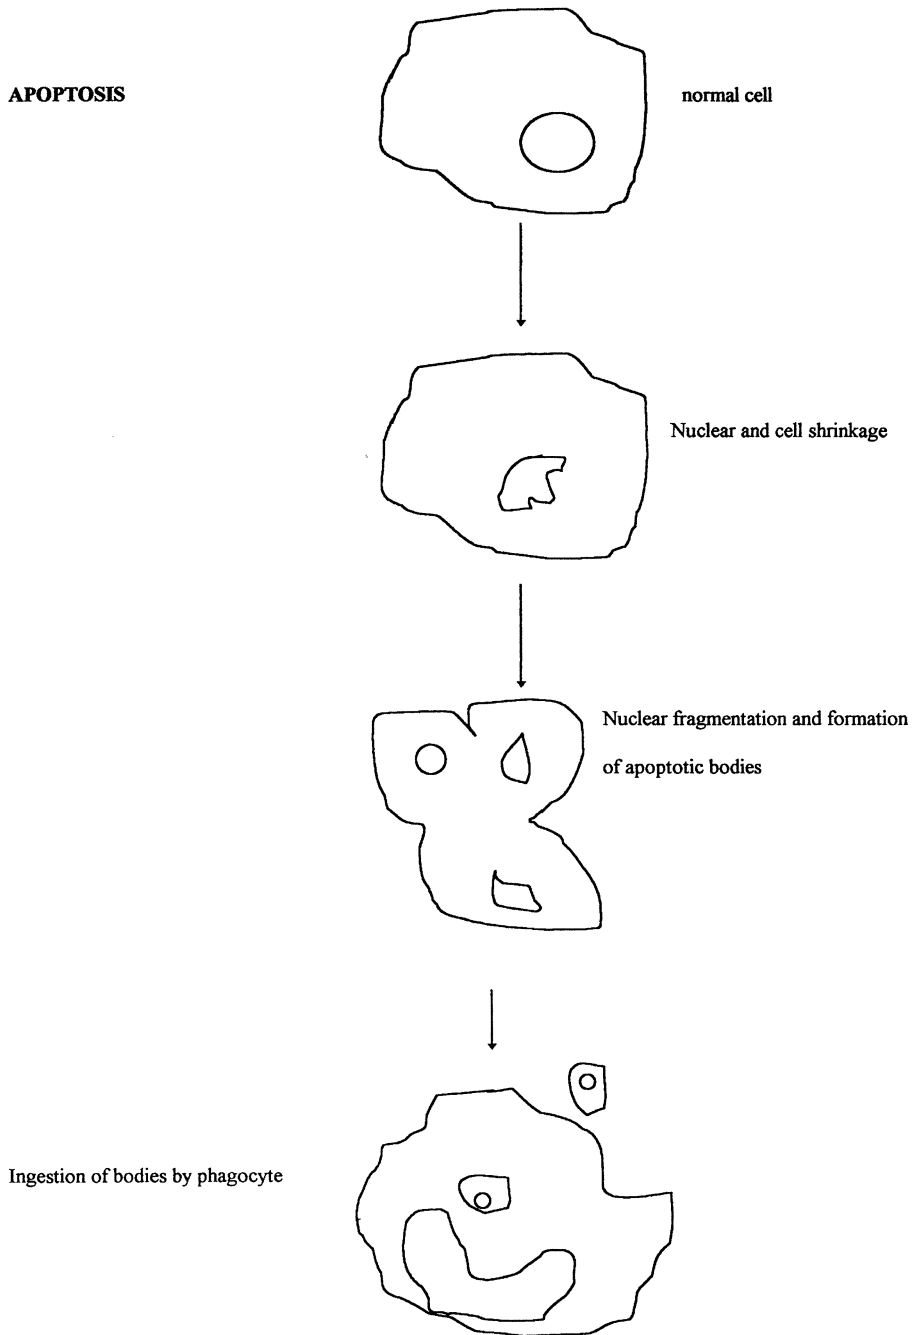 APOPTOSIS
normal cell
Nuclear and cell shrinkage
Nuclear fragmentation and formation
of apoptotic bodies
Ingestion of bodies by phagocyte